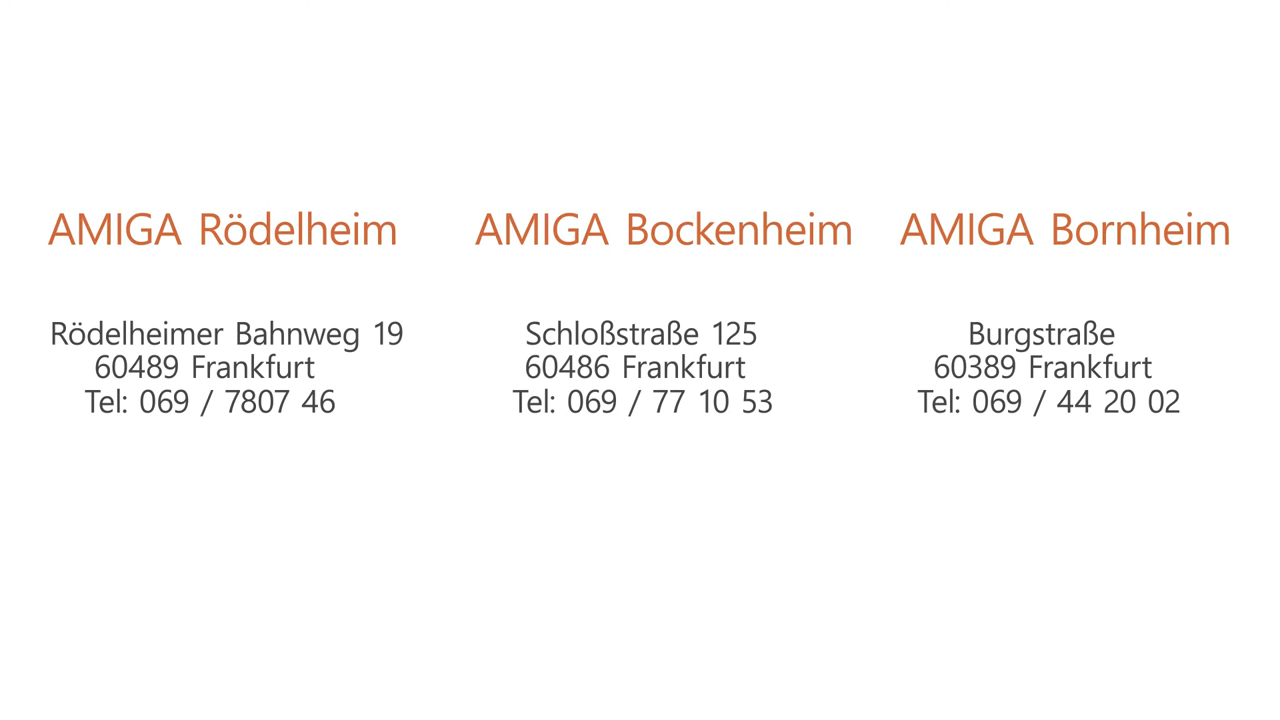 AMIGA Rödelheim
Rödelheimer Bahnweg 19
60489 Frankfurt
Tel: 069 / 7807 46
AMIGA Bockenheim
Schloßstraße 125
60486 Frankfurt
Tel: 069 / 77 10 53
AMIGA Bornheim
Burgstraße
60389 Frankfurt
Tel: 069 / 44 20 02